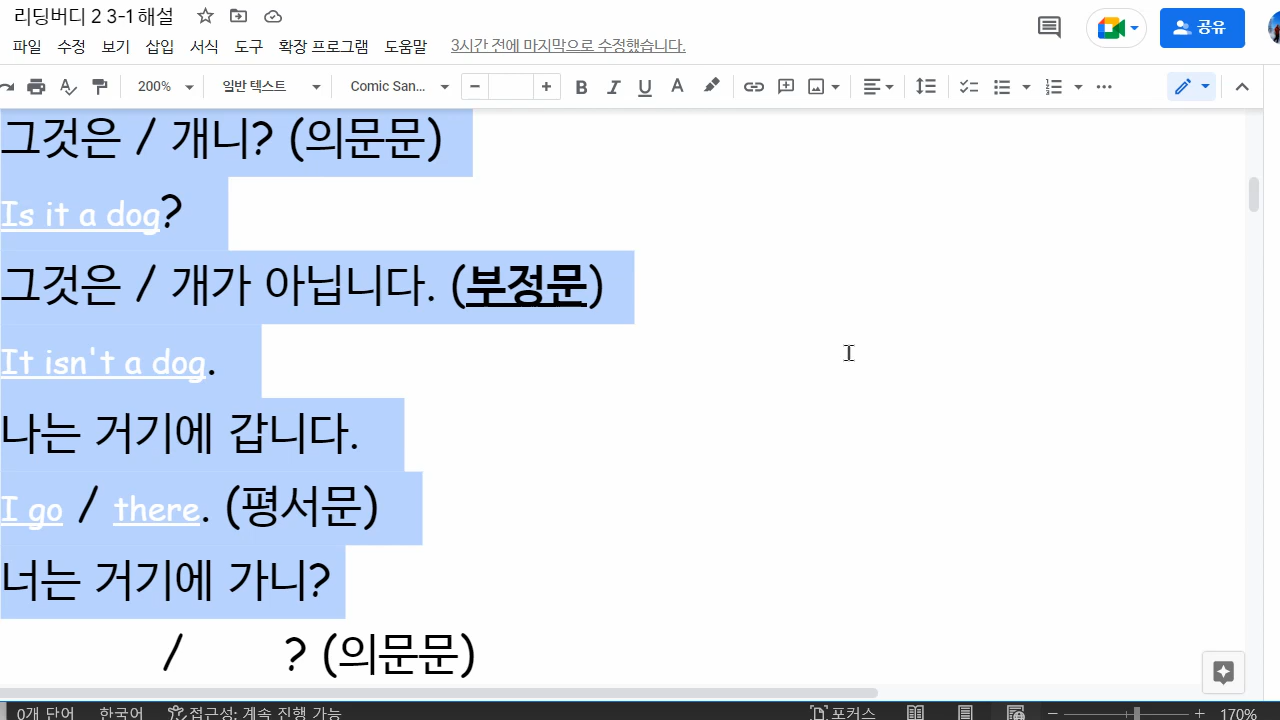 리딩버디 2 3-1 해설
파일 수정 보기 삽입 서식 도구 확장 프로그램 도움말 3시간 전에 마지막으로 수정했습니다.
공유
200% 일반 텍스트 Comic San... − + B I U A
그것은 / 개니? (의문문)
Is it a dog?
그것은 / 개가 아닙니다. (부정문)
It isn't a dog.
나는 거기에 갑니다.
I go / there. (평서문)
너는 거기에 가니?
/ ? (의문문)
0개 단어 한국어 접근성: 계속 진행 가능 포커스 − + 170%